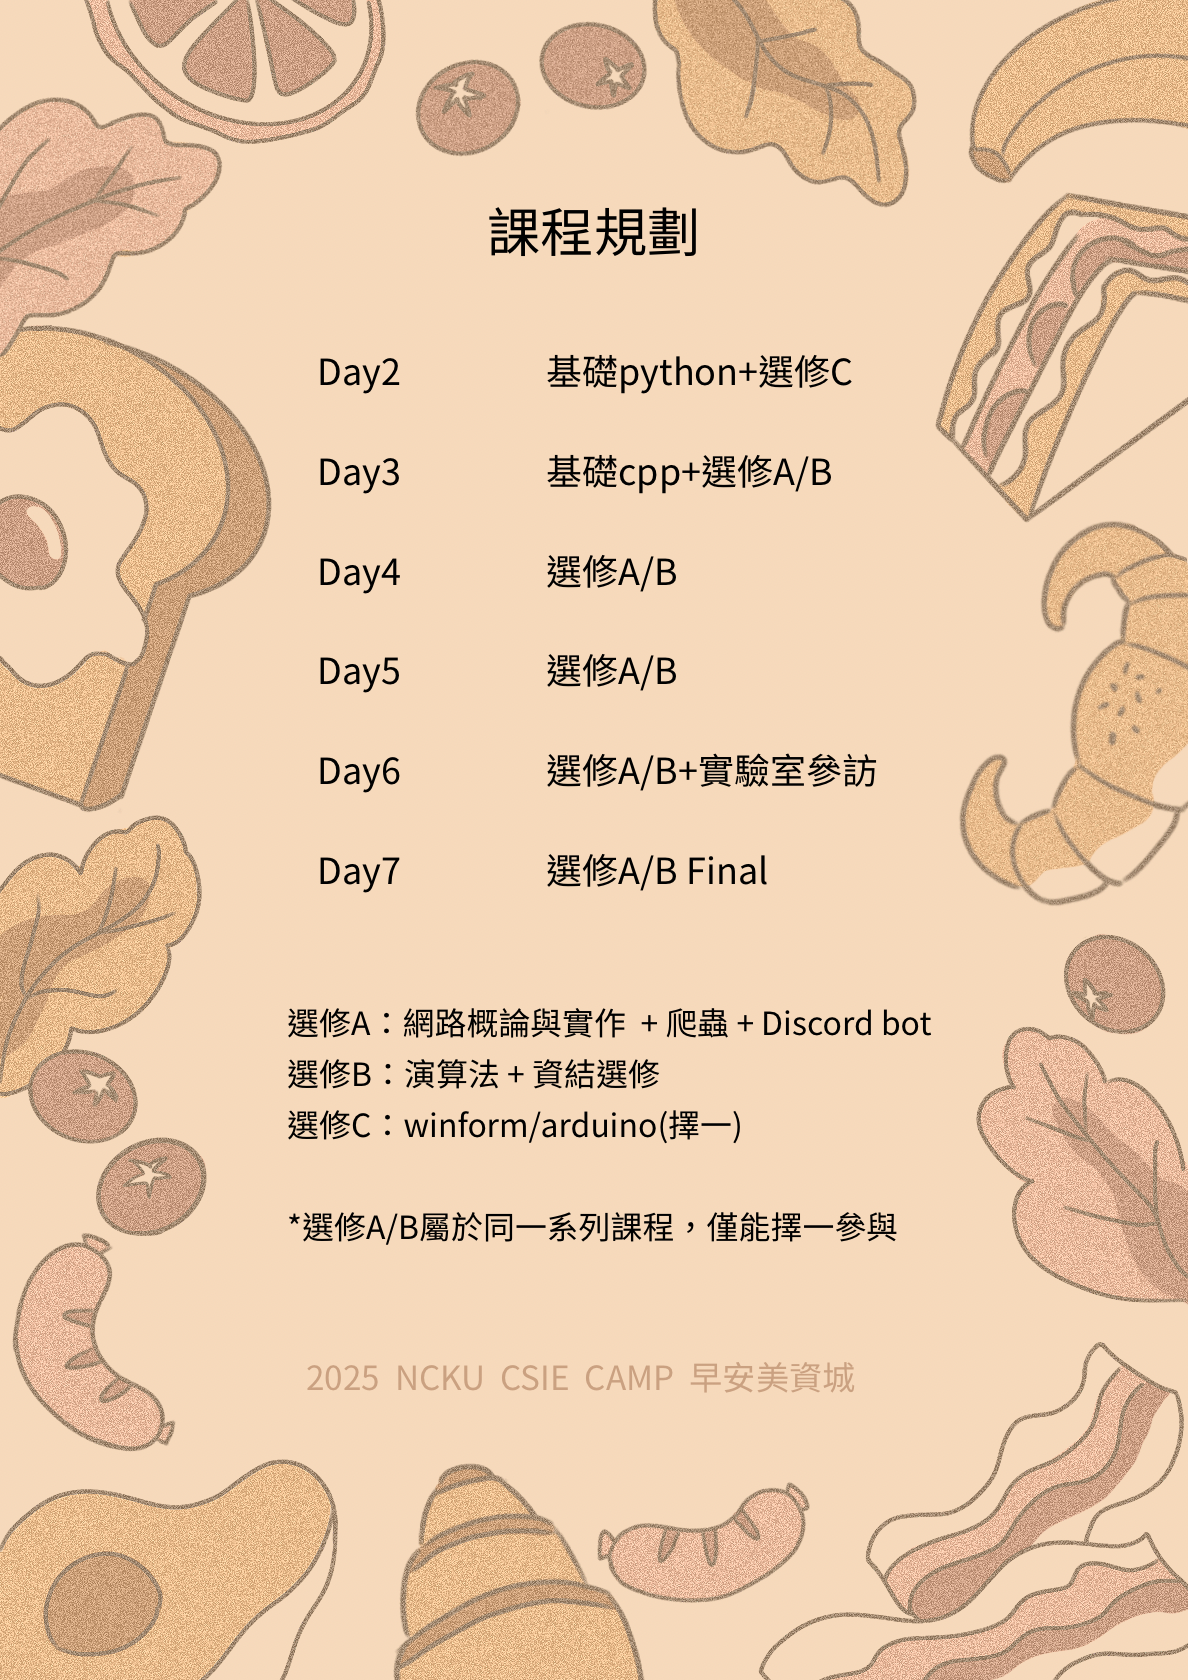 課程規劃
Day2 基礎python+選修C
Day3 基礎cpp+選修A/B
Day4 選修A/B
Day5 選修A/B
Day6 選修A/B+實驗室參訪
Day7 選修A/B Final
選修A：網路概論與實作 + 爬蟲 + Discord bot
選修B：演算法 + 資結選修
選修C：winform/arduino(擇一)
*選修A/B屬於同一系列課程，僅能擇一參與
2025 NCKU CSIE CAMP 早安美資城